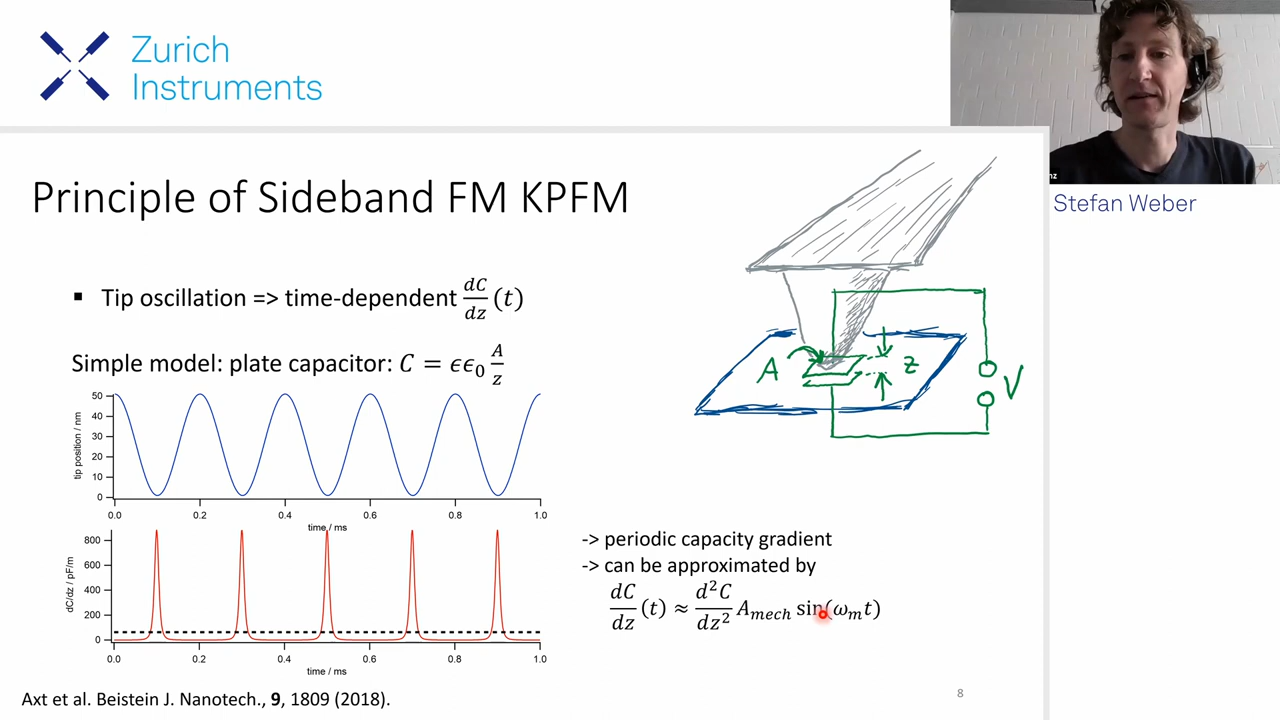 Zurich
Instruments
nz
Stefan Weber
Principle of Sideband FM KPFM
▪ Tip oscillation => time-dependent dC/dz (t)
Simple model: plate capacitor: C = ϵϵ₀ A/z
A
z
V
tip position / nm
50
40
30
20
10
0
0.0 0.2 0.4 0.6 0.8 1.0
time / ms
dC/dz / pF/m
800
600
400
200
0
0.0 0.2 0.4 0.6 0.8 1.0
time / ms
-> periodic capacity gradient
-> can be approximated by
dC/dz (t) ≈ d²C/dz² A_mech sin(ω_m t)
Axt et al. Beistein J. Nanotech., 9, 1809 (2018).
8